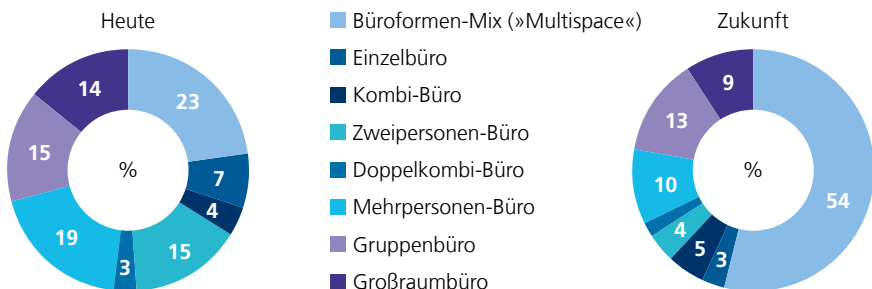 Heute
23
7
4
15
3
19
15
14
%
Büroformen-Mix (»Multispace«)
Einzelbüro
Kombi-Büro
Zweipersonen-Büro
Doppelkombi-Büro
Mehrpersonen-Büro
Gruppenbüro
Großraumbüro
Zukunft
54
3
5
4
10
13
9
%